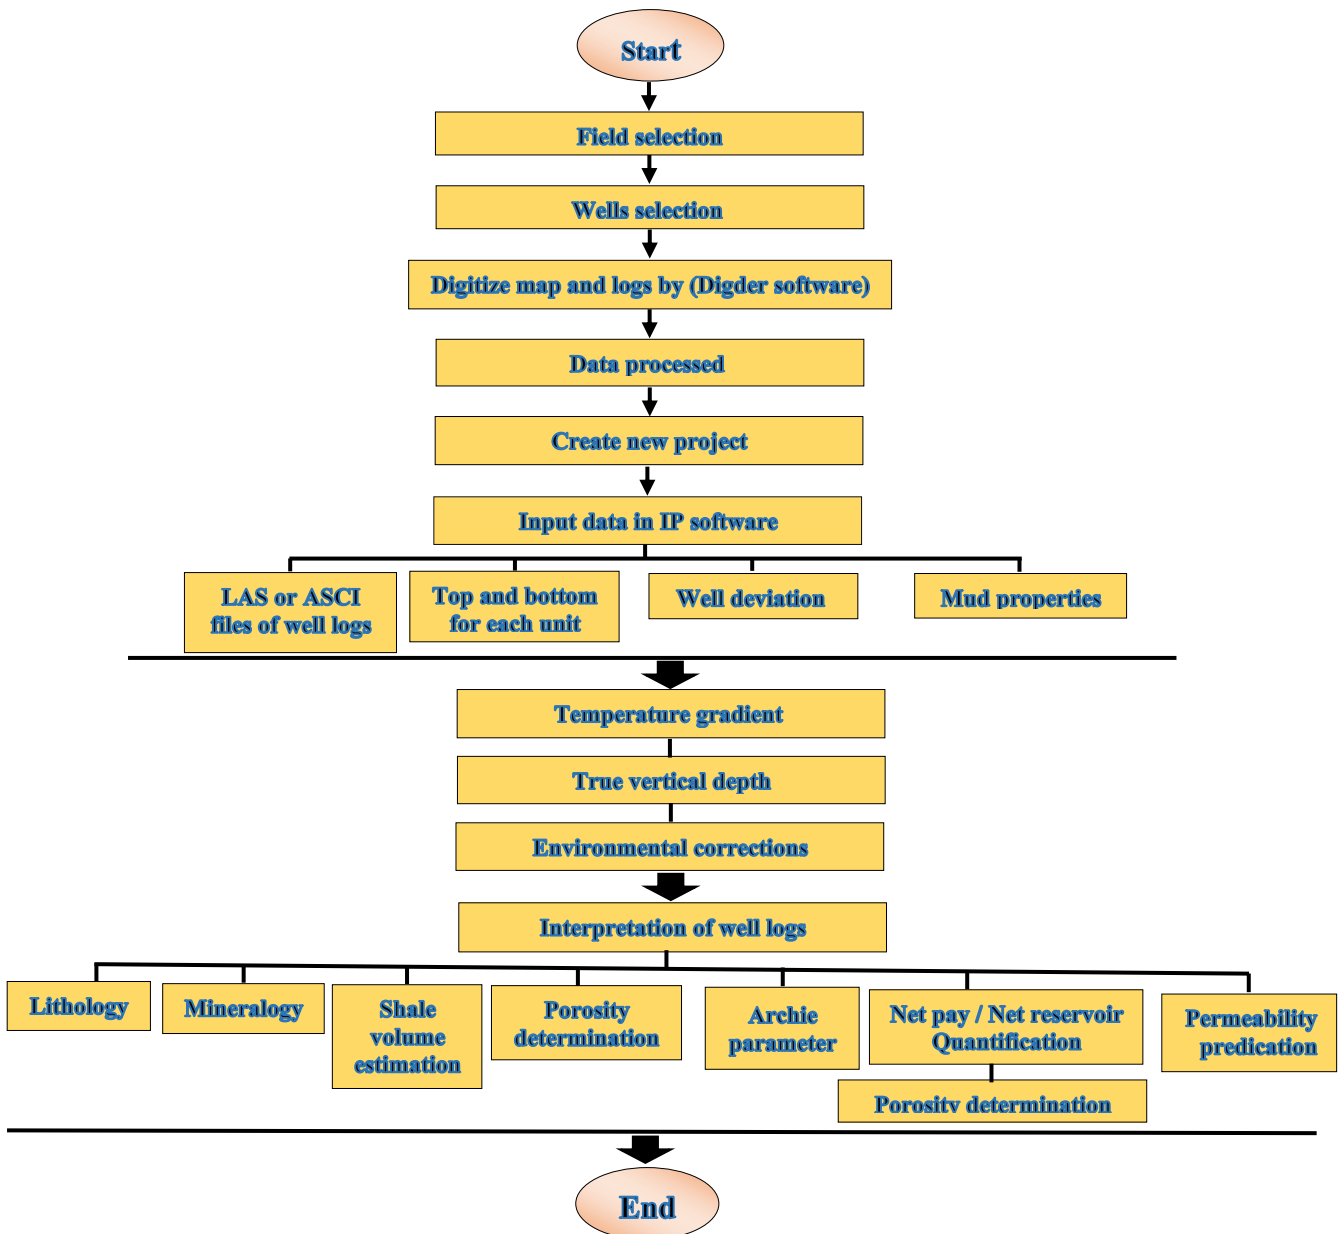 Start
Field selection
Wells selection
Digitize map and logs by (Digder software)
Data processed
Create new project
Input data in IP software
LAS or ASCI
files of well logs
Top and bottom
for each unit
Well deviation
Mud properties
Temperature gradient
True vertical depth
Environmental corrections
Interpretation of well logs
Lithology
Mineralogy
Shale
volume
estimation
Porosity
determination
Archie
parameter
Net pay / Net reservoir
Quantification
Permeability
predication
Porosity determination
End